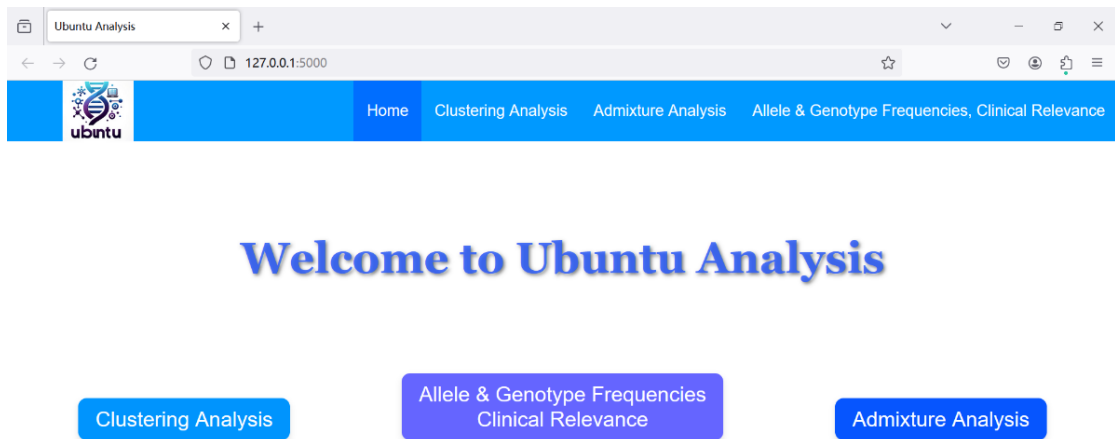 Ubuntu Analysis
127.0.0.1:5000
ubuntu
Home Clustering Analysis Admixture Analysis Allele & Genotype Frequencies, Clinical Relevance
Welcome to Ubuntu Analysis
Clustering Analysis
Allele & Genotype Frequencies
Clinical Relevance
Admixture Analysis